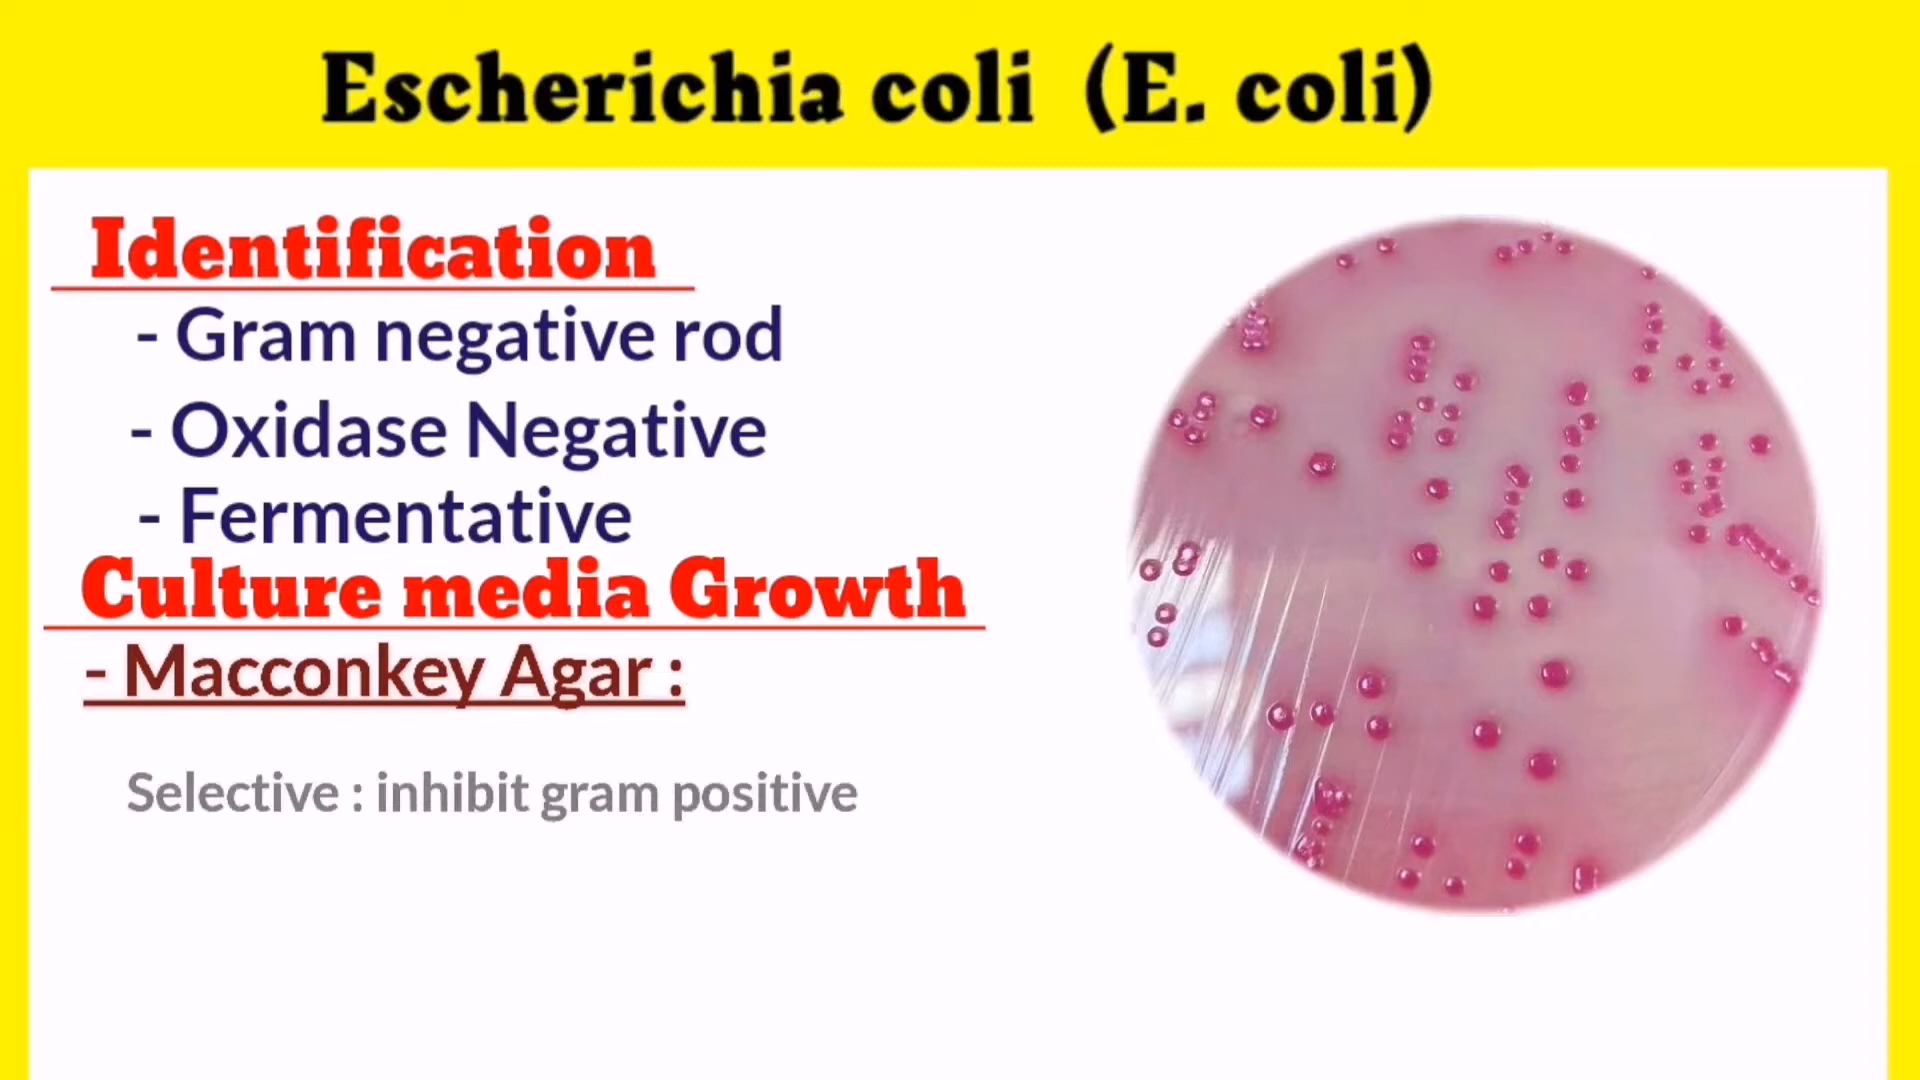 Escherichia coli (E. coli)
Identification
- Gram negative rod
- Oxidase Negative
- Fermentative
Culture media Growth
- Macconkey Agar :
Selective : inhibit gram positive